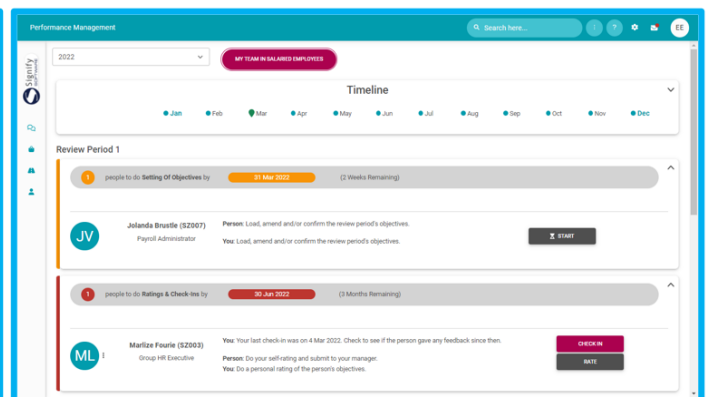 Performance Management
Search here...
?
EE
2022
MY TEAM IN SALARIED EMPLOYEES
Signify
Timeline
Jan Feb Mar Apr May Jun Jul Aug Sep Oct Nov Dec
Review Period 1
1 people to do Setting Of Objectives by 31 Mar 2022 (2 Weeks Remaining)
JV
Jolanda Brustle (SZ007)
Payroll Administrator
Person: Load, amend and/or confirm the review period's objectives.
You: Load, amend and/or confirm the review period's objectives.
START
1 people to do Ratings & Check-Ins by 30 Jun 2022 (3 Months Remaining)
ML
Marlize Fourie (SZ003)
Group HR Executive
You: Your last check-in was on 4 Mar 2022. Check to see if the person gave any feedback since then.
Person: Do your self-rating and submit to your manager.
You: Do a personal rating of the person's objectives.
CHECK IN
RATE